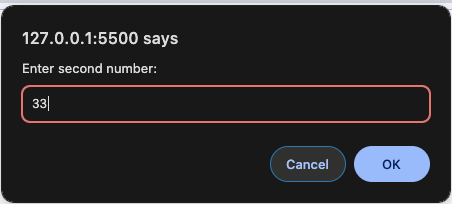 127.0.0.1:5500 says
Enter second number:
33
Cancel OK